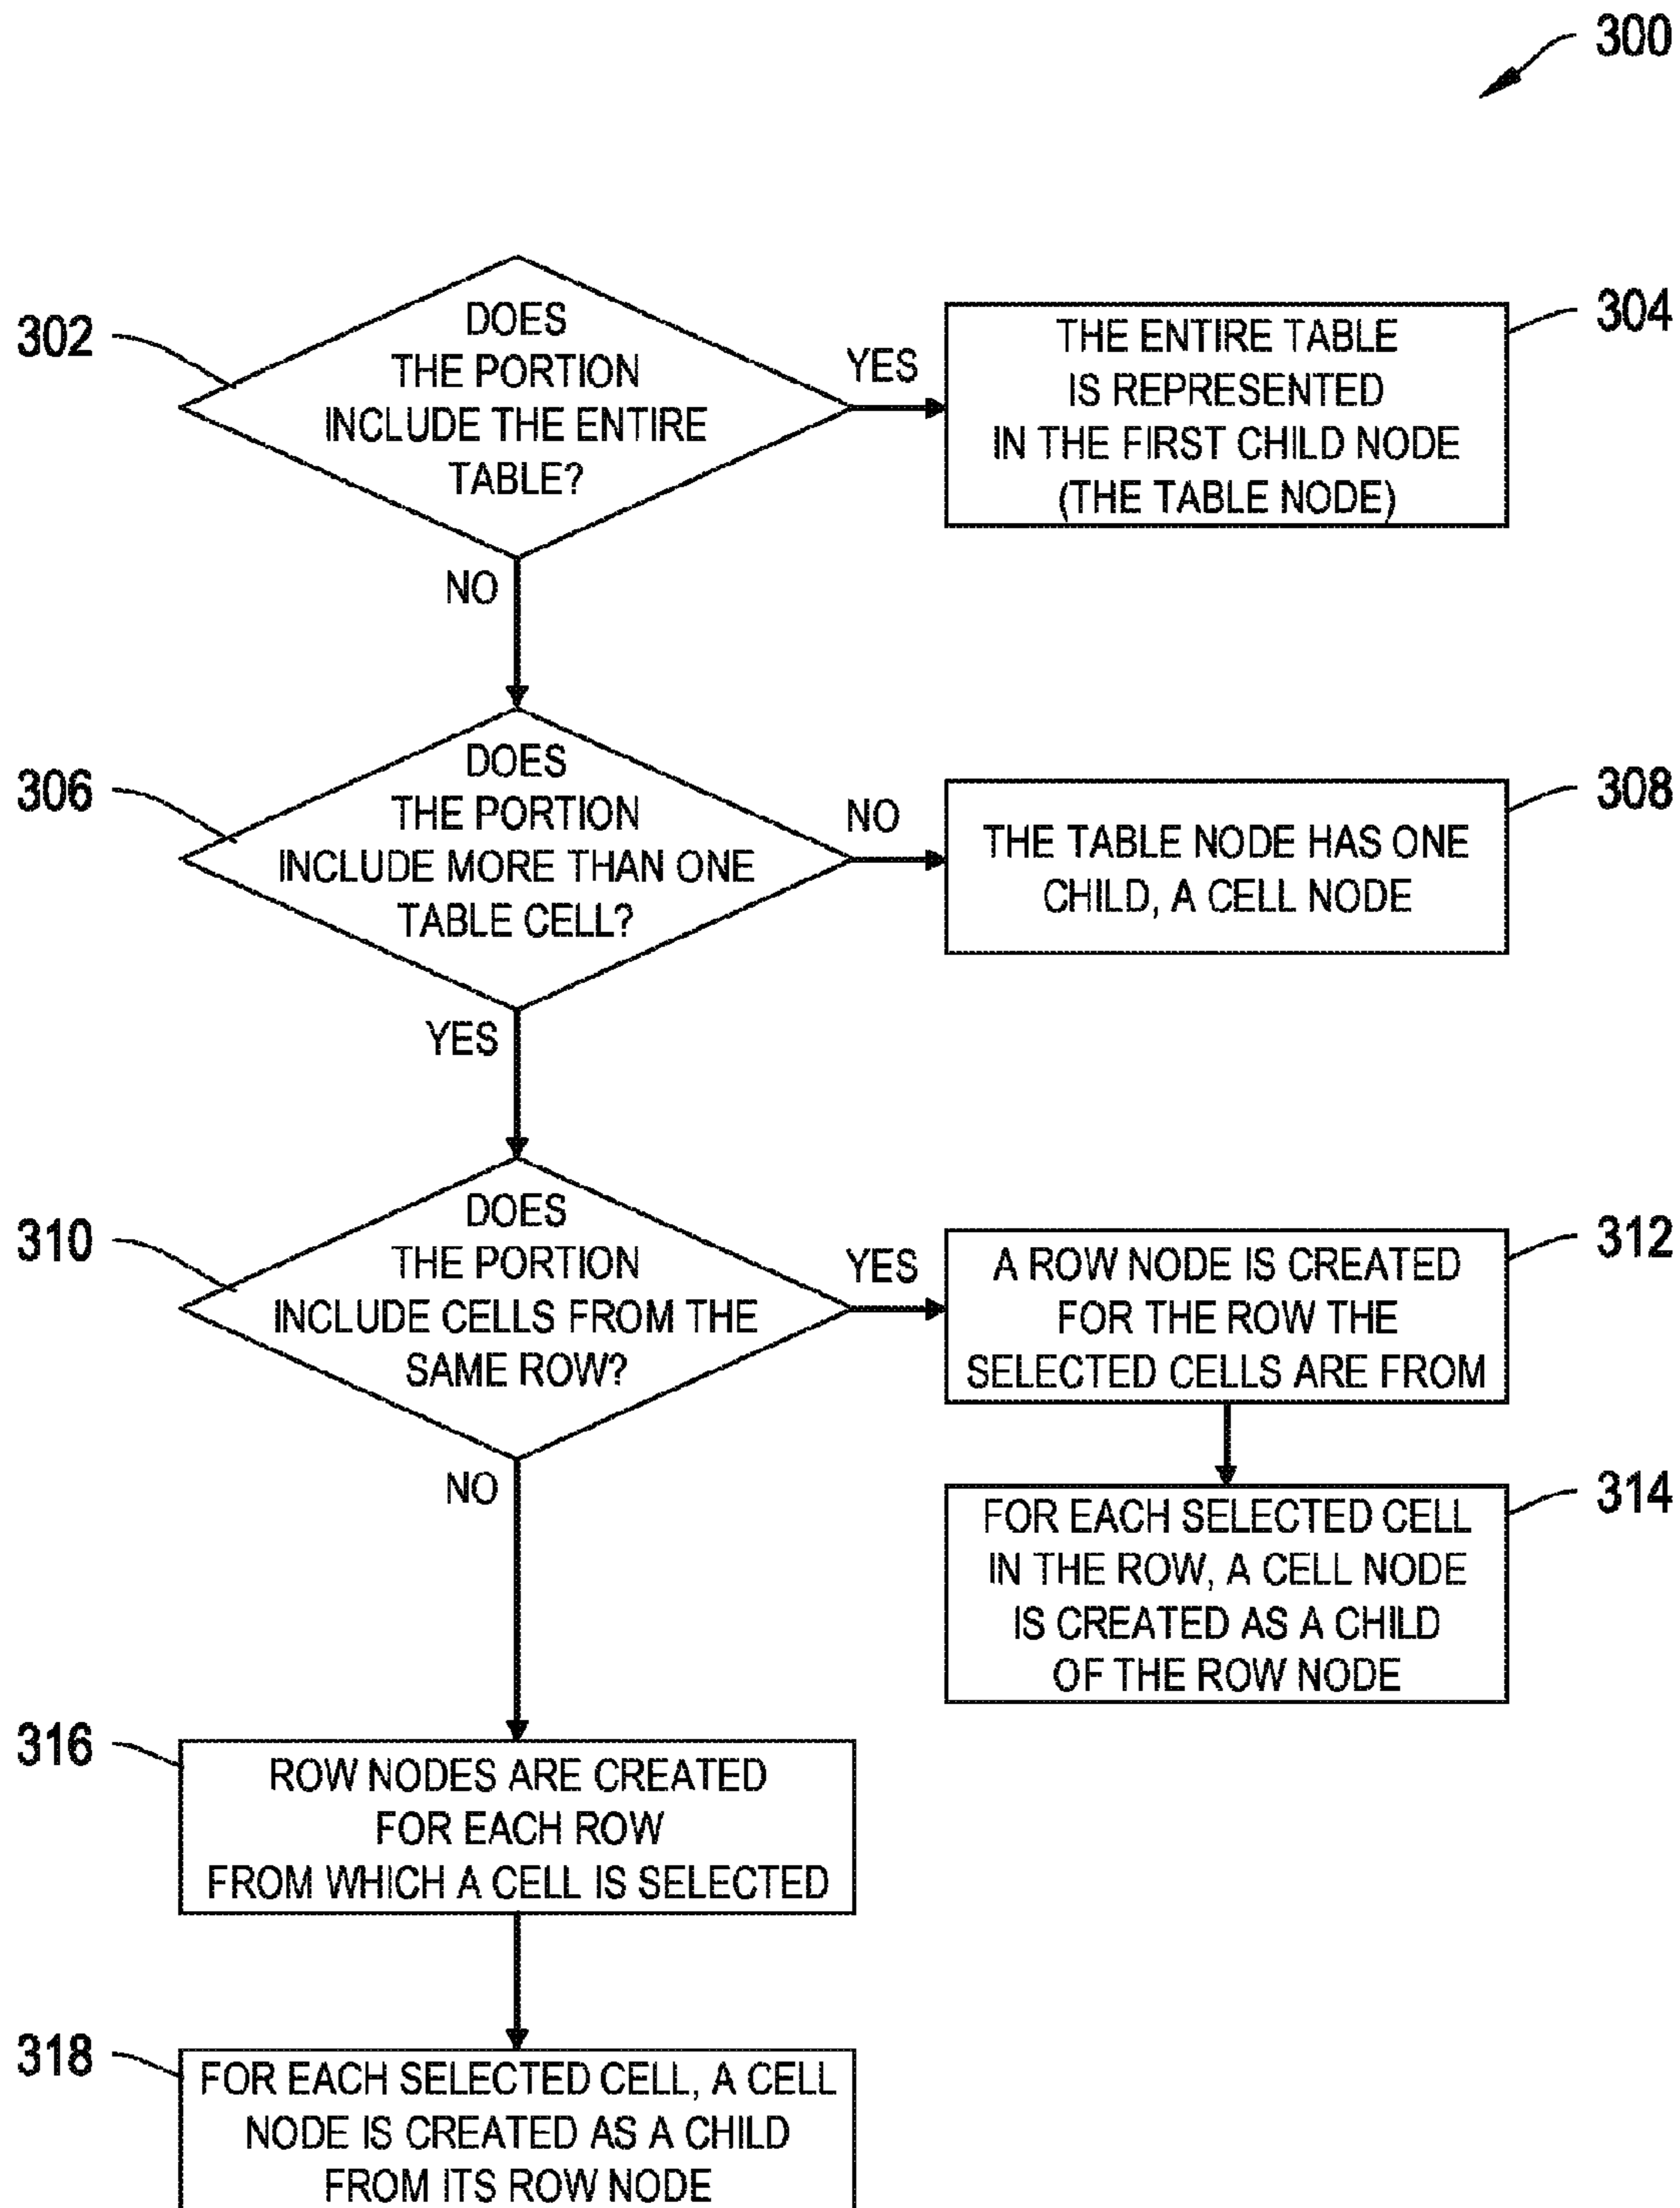 300
302
DOES
THE PORTION
INCLUDE THE ENTIRE
TABLE?
YES
304
THE ENTIRE TABLE
IS REPRESENTED
IN THE FIRST CHILD NODE
(THE TABLE NODE)
NO
306
DOES
THE PORTION
INCLUDE MORE THAN ONE
TABLE CELL?
NO
308
THE TABLE NODE HAS ONE
CHILD, A CELL NODE
YES
310
DOES
THE PORTION
INCLUDE CELLS FROM THE
SAME ROW?
YES
312
A ROW NODE IS CREATED
FOR THE ROW THE
SELECTED CELLS ARE FROM
NO
314
FOR EACH SELECTED CELL
IN THE ROW, A CELL NODE
IS CREATED AS A CHILD
OF THE ROW NODE
316
ROW NODES ARE CREATED
FOR EACH ROW
FROM WHICH A CELL IS SELECTED
318
FOR EACH SELECTED CELL, A CELL
NODE IS CREATED AS A CHILD
FROM ITS ROW NODE